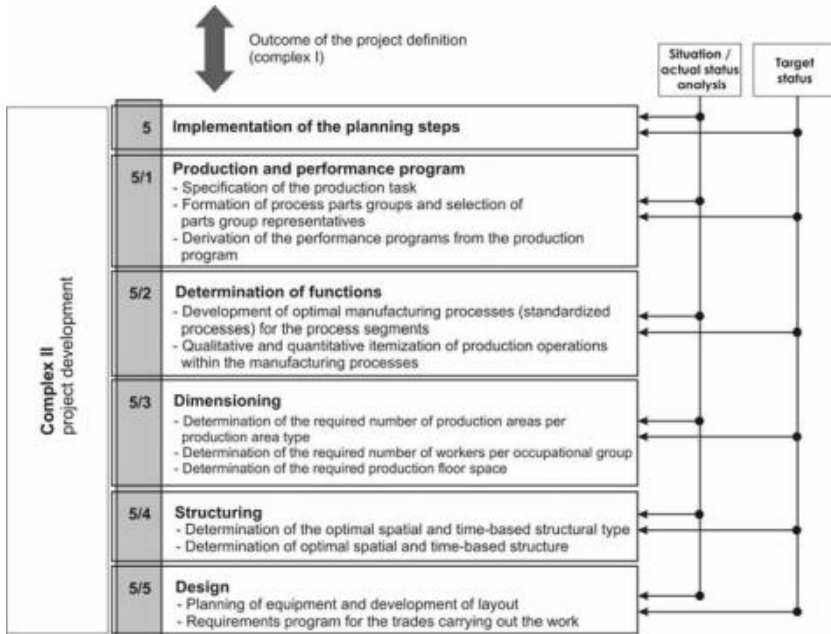 Outcome of the project definition
(complex I)
Situation /
actual status
analysis
Target
status
Complex II
project development
5 Implementation of the planning steps
5/1 Production and performance program
- Specification of the production task
- Formation of process parts groups and selection of
parts group representatives
- Derivation of the performance programs from the production
program
5/2 Determination of functions
- Development of optimal manufacturing processes (standardized
processes) for the process segments
- Qualitative and quantitative itemization of production operations
within the manufacturing processes
5/3 Dimensioning
- Determination of the required number of production areas per
production area type
- Determination of the required number of workers per occupational group
- Determination of the required production floor space
5/4 Structuring
- Determination of the optimal spatial and time-based structural type
- Determination of optimal spatial and time-based structure
5/5 Design
- Planning of equipment and development of layout
- Requirements program for the trades carrying out the work